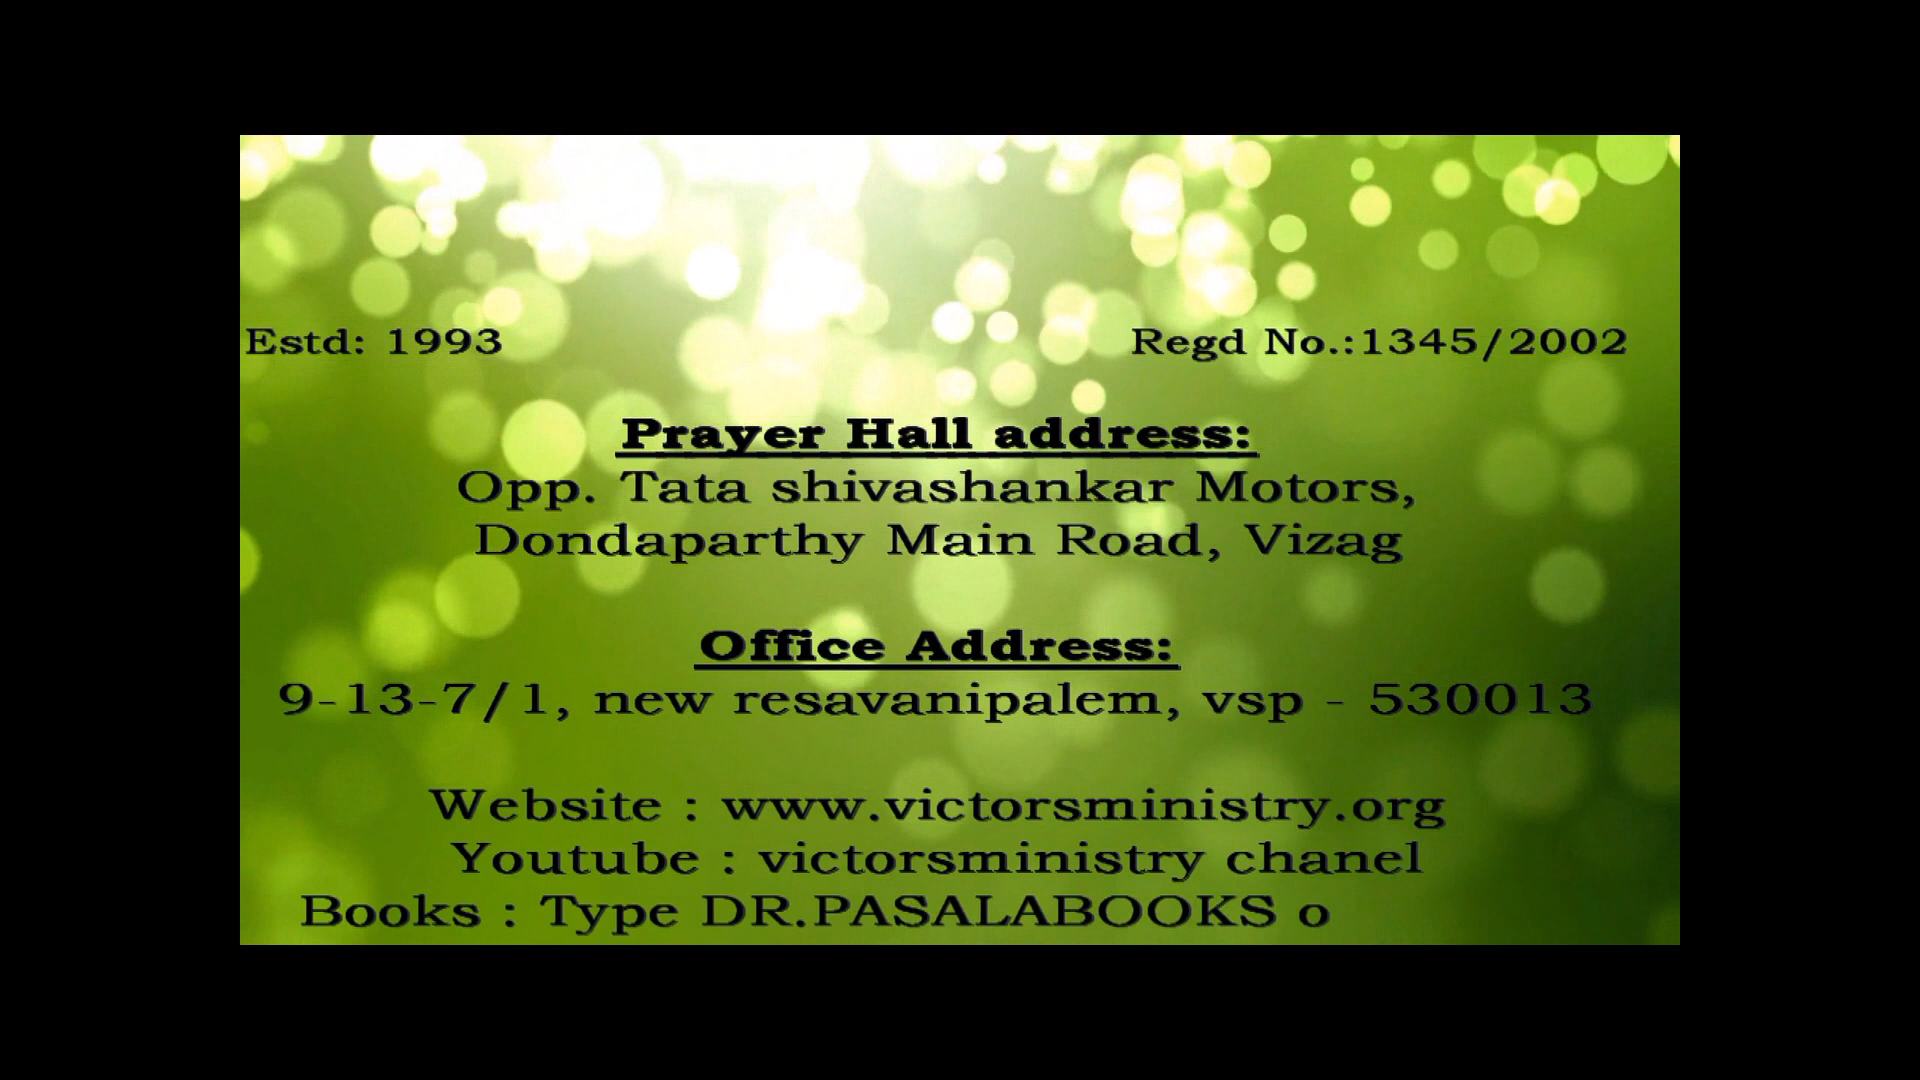 Estd: 1993 Regd No.:1345/2002
Prayer Hall address:
Opp. Tata shivashankar Motors,
Dondaparthy Main Road, Vizag
Office Address:
9-13-7/1, new resavanipalem, vsp - 530013
Website : www.victorsministry.org
Youtube : victorsministry chanel
Books : Type DR.PASALABOOKS o